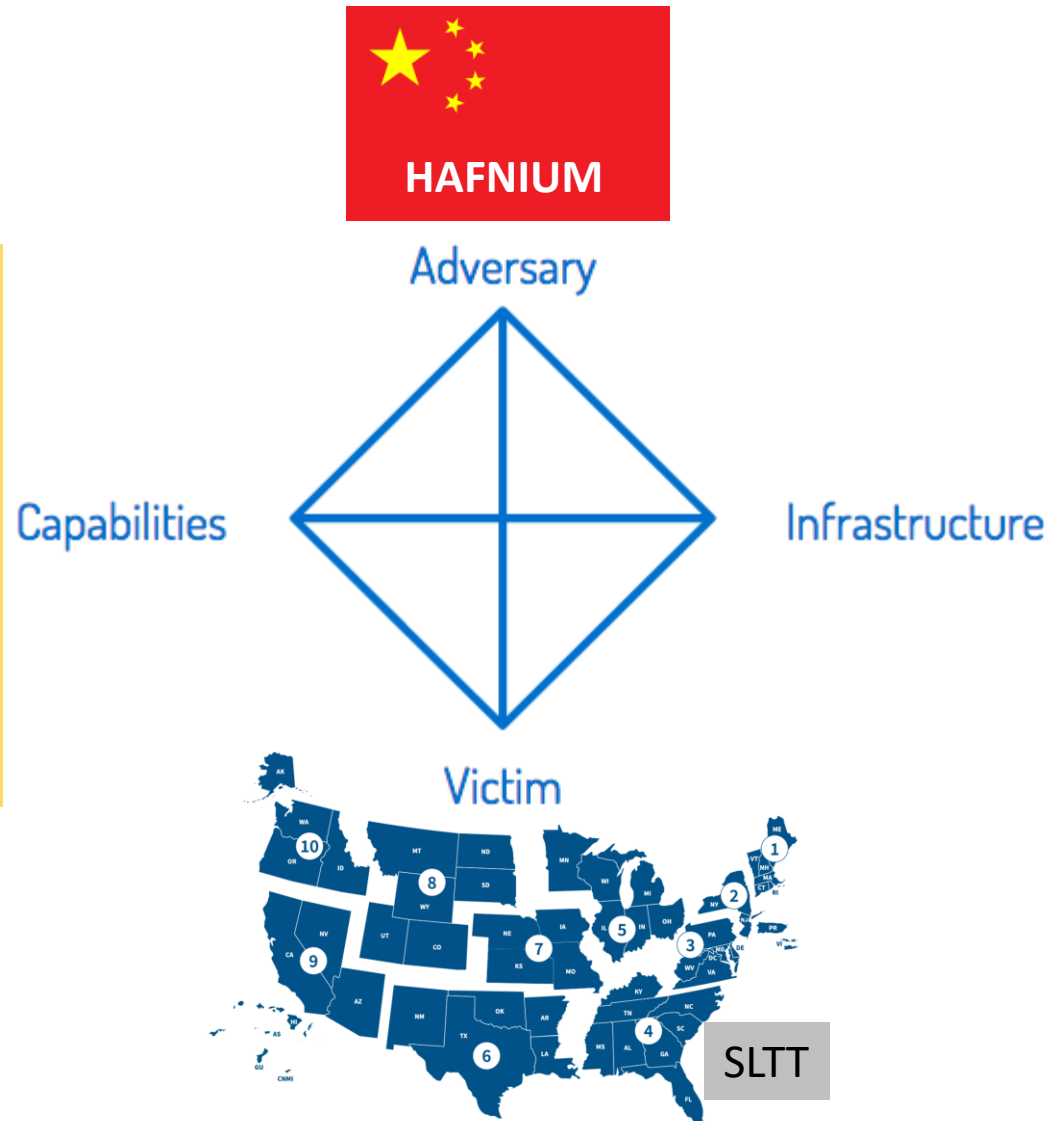 HAFNIUM
Adversary
Capabilities
Infrastructure
Victim
AK
WA
10
OR
ID
MT
ND
8
SD
WY
MN
WI
MI
5
IL
IN
OH
ME
1
VT
NH
MA
CT
RI
2
NY
NJ
PA
3
MD
DE
DC
WV
VA
PR
VI
NV
CA
9
UT
CO
NE
IA
7
KS
MO
AZ
NM
OK
AR
TX
6
LA
KY
TN
NC
4
SC
MS
AL
GA
FL
HI
AS
GU
CNMI
SLTT